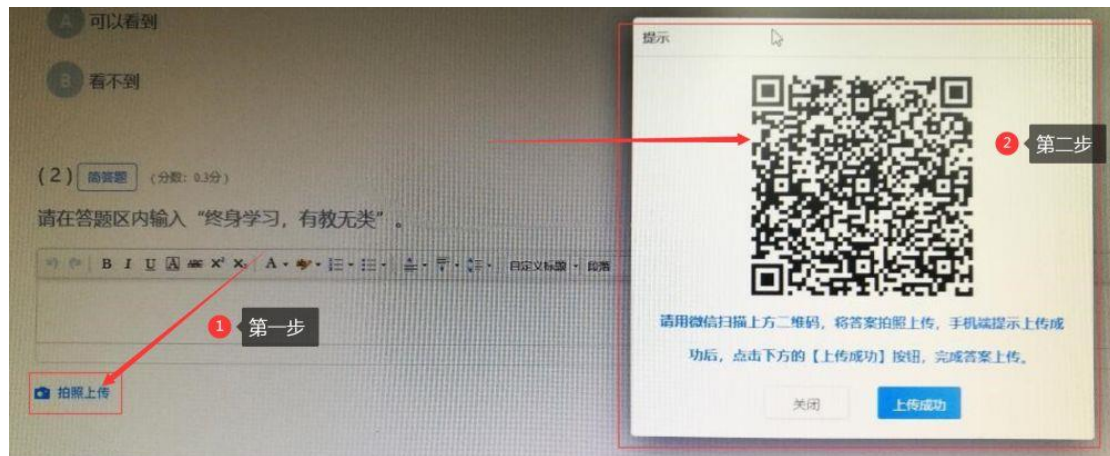 A 可以看到
B 看不到
(2) 简答题 (分数: 0.3分)
请在答题区内输入“终身学习，有教无类”。
B I U A ABC X² X₂ A 自定义标题 段落
1 第一步
拍照上传
提示
2 第二步
请用微信扫描上方二维码，将答案拍照上传，手机端提示上传成
功后，点击下方的【上传成功】按钮，完成答案上传。
关闭 上传成功